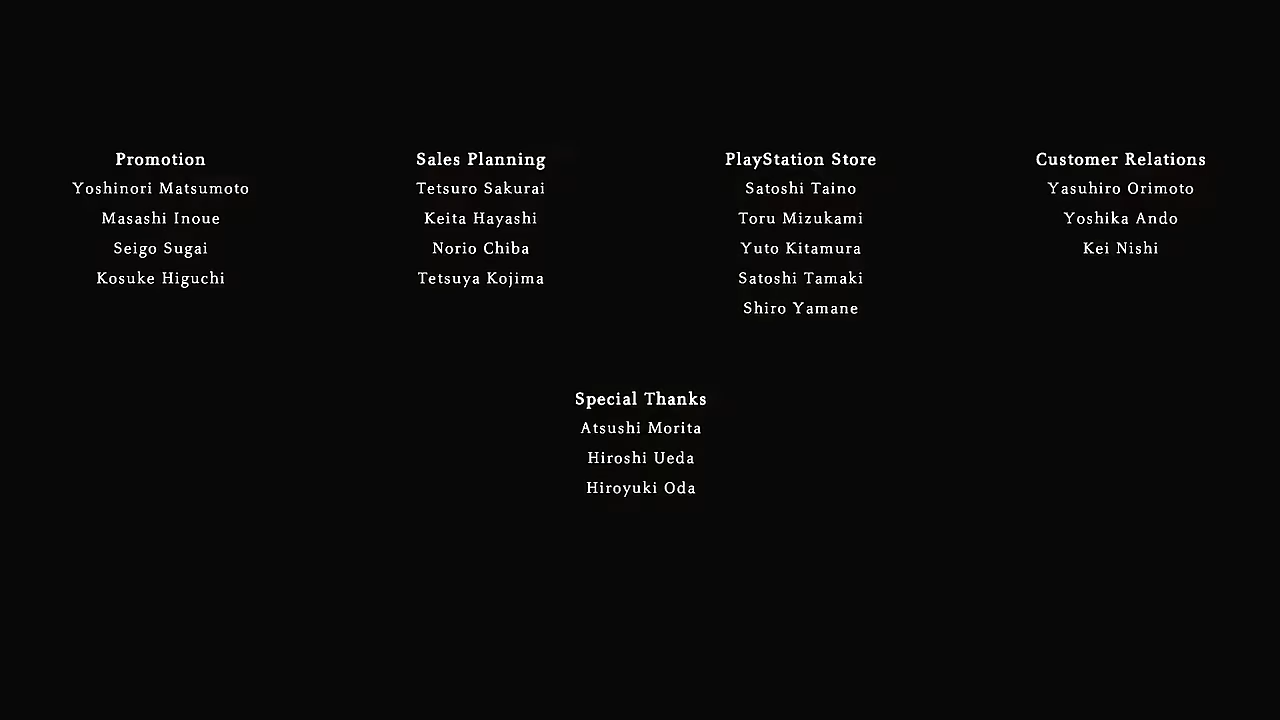 Promotion
Yoshinori Matsumoto
Masashi Inoue
Seigo Sugai
Kosuke Higuchi
Sales Planning
Tetsuro Sakurai
Keita Hayashi
Norio Chiba
Tetsuya Kojima
PlayStation Store
Satoshi Taino
Toru Mizukami
Yuto Kitamura
Satoshi Tamaki
Shiro Yamane
Customer Relations
Yasuhiro Orimoto
Yoshika Ando
Kei Nishi
Special Thanks
Atsushi Morita
Hiroshi Ueda
Hiroyuki Oda